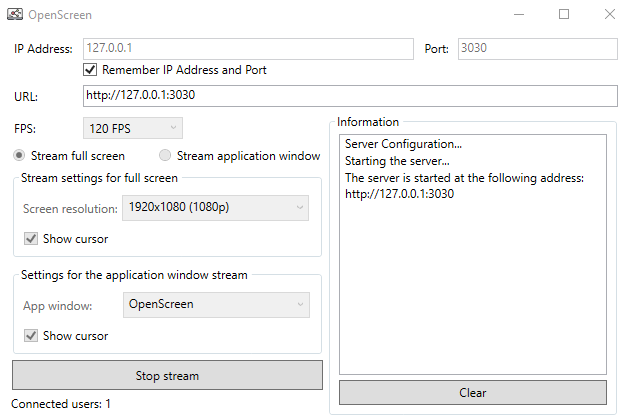 OpenScreen
IP Address: 127.0.0.1 Port: 3030
Remember IP Address and Port
URL: http://127.0.0.1:3030
FPS: 120 FPS
Stream full screen Stream application window
Stream settings for full screen
Screen resolution: 1920x1080 (1080p)
Show cursor
Settings for the application window stream
App window: OpenScreen
Show cursor
Stop stream
Connected users: 1
Information
Server Configuration...
Starting the server...
The server is started at the following address:
http://127.0.0.1:3030
Clear